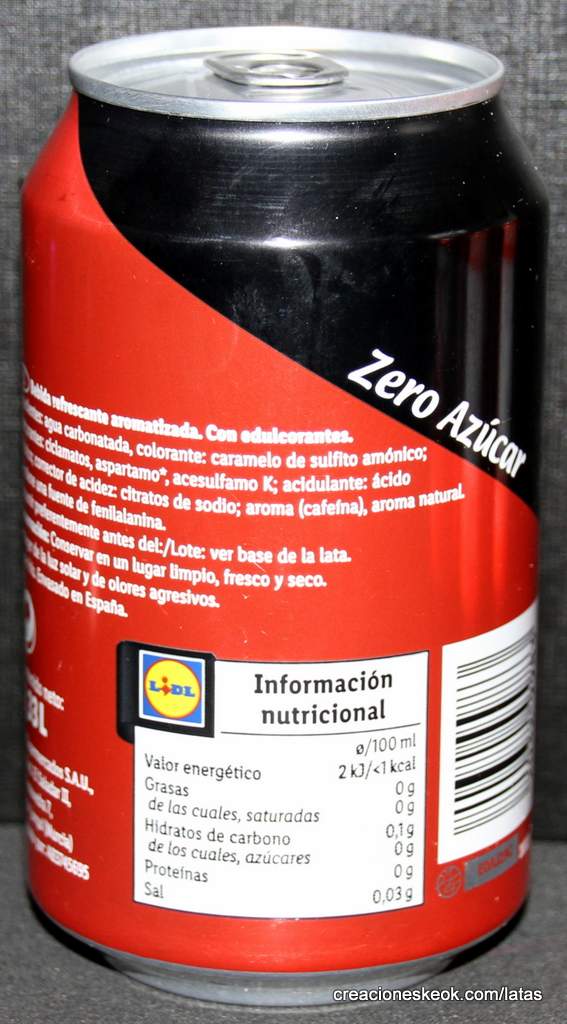 Zero Azúcar
Bebida refrescante aromatizada. Con edulcorantes.
agua carbonatada, colorante: caramelo de sulfito amónico;
ciclamatos, aspartamo*, acesulfamo K; acidulante: ácido
corrector de acidez: citratos de sodio; aroma (cafeína), aroma natural.
una fuente de fenilalanina.
preferentemente antes del:/Lote: ver base de la lata.
Conservar en un lugar limpio, fresco y seco.
de la luz solar y de olores agresivos.
Envasado en España.
neto:
LIDL
Información
nutricional
ø/100 ml
Valor energético 2 kJ/<1 kcal
Grasas 0 g
de las cuales, saturadas 0 g
Hidratos de carbono 0,1 g
de los cuales, azúcares 0 g
Proteínas 0 g
Sal 0,03 g
S.A.U.,
(Murcia)
creacioneskeok.com/latas